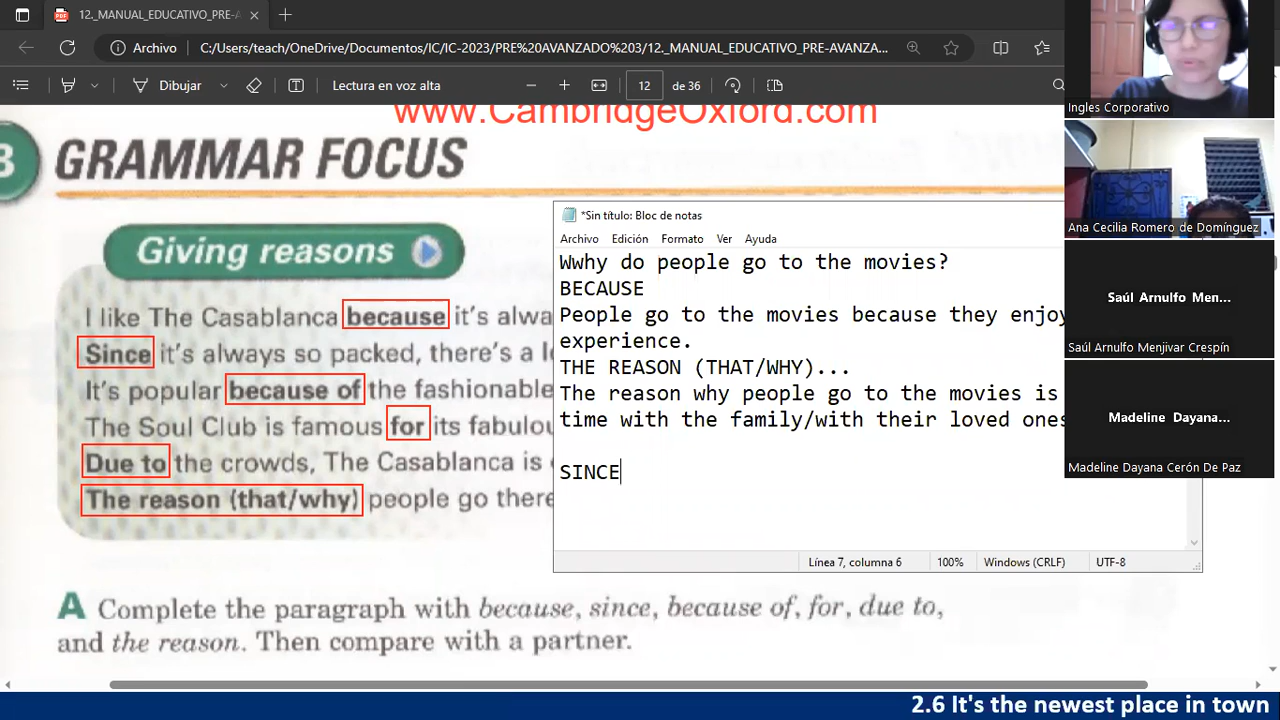 12._MANUAL_EDUCATIVO_PRE-A
Archivo
C:/Users/teach/OneDrive/Documentos/IC/IC-2023/PRE%20AVANZADO%203/12._MANUAL_EDUCATIVO_PRE-AVANZA...
Dibujar
Lectura en voz alta
12 de 36
www.CambridgeOxford.com
GRAMMAR FOCUS
Giving reasons
I like The Casablanca because it's alwa
Since it's always so packed, there's a l
It's popular because of the fashionable
The Soul Club is famous for its fabulou
Due to the crowds, The Casablanca is
The reason (that/why) people go there
*Sin título: Bloc de notas
Archivo Edición Formato Ver Ayuda
Wwhy do people go to the movies?
BECAUSE
People go to the movies because they enjoy
experience.
THE REASON (THAT/WHY)...
The reason why people go to the movies is
time with the family/with their loved ones
SINCE
Línea 7, columna 6 100% Windows (CRLF) UTF-8
A Complete the paragraph with because, since, because of, for, due to,
and the reason. Then compare with a partner.
Ingles Corporativo
Ana Cecilia Romero de Domínguez
Saúl Arnulfo Men...
Saúl Arnulfo Menjivar Crespín
Madeline Dayana...
Madeline Dayana Cerón De Paz
2.6 It's the newest place in town